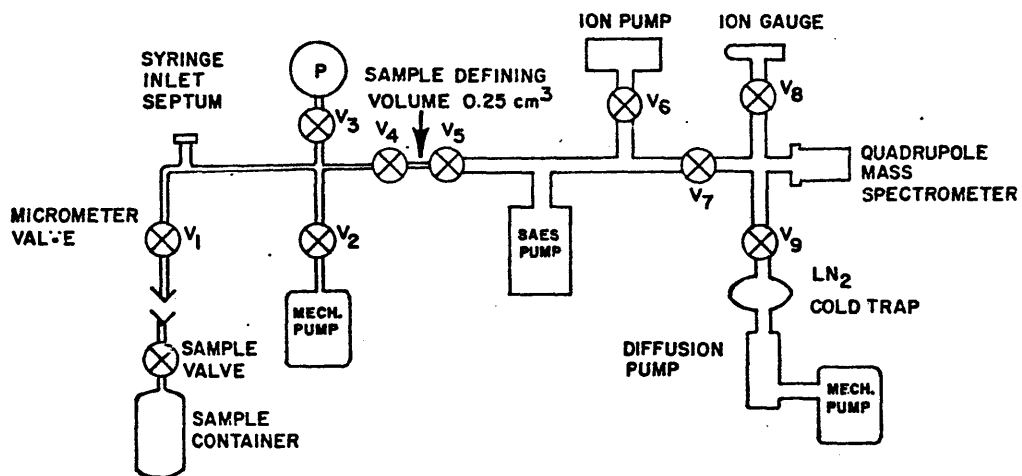 ION PUMP
ION GAUGE
SYRINGE
INLET
SEPTUM
P
SAMPLE DEFINING
VOLUME 0.25 cm³
V₃
V₄
V₅
V₆
V₈
V₇
QUADRUPOLE
MASS
SPECTROMETER
MICROMETER
VALVE
V₁
V₂
SAES
PUMP
V₉
LN₂
COLD TRAP
MECH.
PUMP
SAMPLE
VALVE
DIFFUSION
PUMP
MECH.
PUMP
SAMPLE
CONTAINER